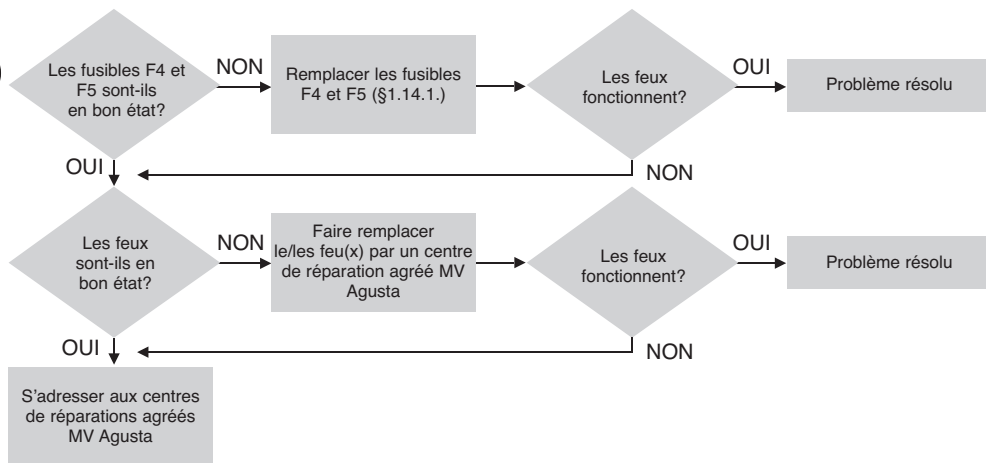 Les fusibles F4 et
F5 sont-ils
en bon état?
NON
Remplacer les fusibles
F4 et F5 (§1.14.1.)
Les feux
fonctionnent?
OUI
Problème résolu
OUI
NON
Les feux
sont-ils en
bon état?
NON
Faire remplacer
le/les feu(x) par un centre
de réparation agréé MV
Agusta
Les feux
fonctionnent?
OUI
Problème résolu
OUI
NON
S'adresser aux centres
de réparations agréés
MV Agusta